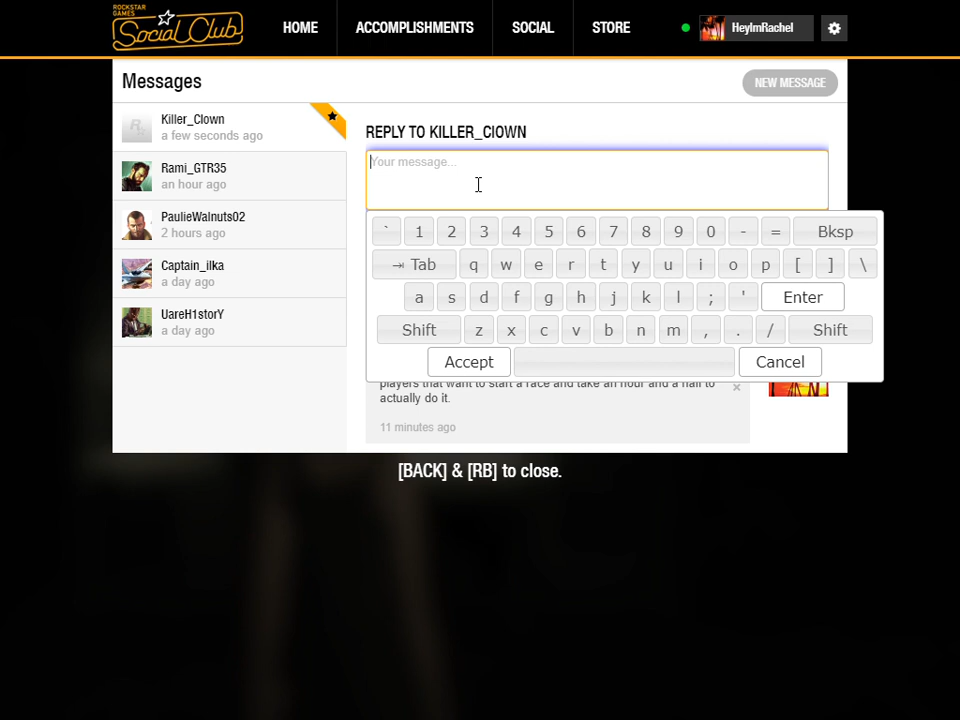 ROCKSTAR GAMES
Social Club
HOME
ACCOMPLISHMENTS
SOCIAL
STORE
HeyImRachel
Messages
NEW MESSAGE
Killer_Clown
a few seconds ago
Rami_GTR35
an hour ago
PaulieWalnuts02
2 hours ago
Captain_ilka
a day ago
UareH1storY
a day ago
REPLY TO KILLER_CLOWN
Your message...
` 1 2 3 4 5 6 7 8 9 0 - = Bksp
⇥ Tab q w e r t y u i o p [ ] \
a s d f g h j k l ; ' Enter
Shift z x c v b n m , . / Shift
Accept Cancel
players that want to start a race and take an hour and a half to
actually do it.
11 minutes ago
[BACK] & [RB] to close.